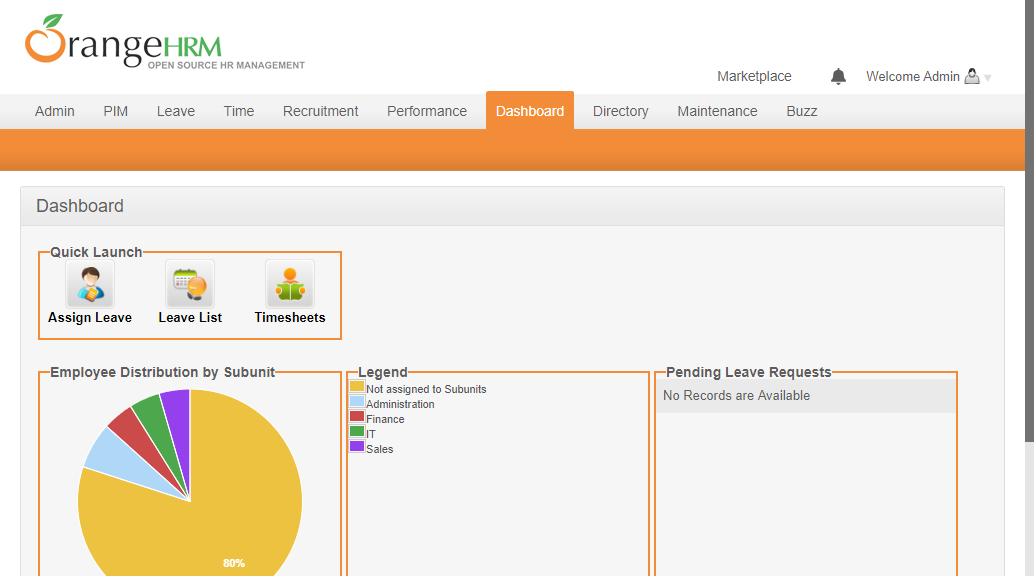 OrangeHRM
OPEN SOURCE HR MANAGEMENT
Marketplace Welcome Admin
Admin PIM Leave Time Recruitment Performance Dashboard Directory Maintenance Buzz
Dashboard
Quick Launch
Assign Leave Leave List Timesheets
Employee Distribution by Subunit
80%
Legend
Not assigned to Subunits
Administration
Finance
IT
Sales
Pending Leave Requests
No Records are Available